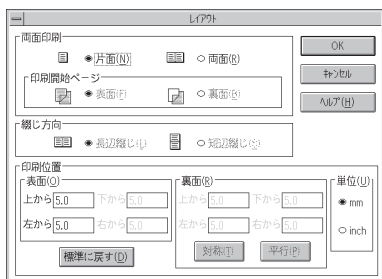 レイアウト
両面印刷
片面(N) 両面(R)
OK
印刷開始ページ
表面(F) 裏面(B)
ｷｬﾝｾﾙ
ﾍﾙﾌﾟ(H)
綴じ方向
長辺綴じ(L) 短辺綴じ(S)
印刷位置
表面(O) 裏面(R) 単位(U)
上から 5.0 下から 5.0 上から 5.0 下から 5.0 mm
左から 5.0 右から 5.0 左から 5.0 右から 5.0 inch
標準に戻す(D) 対称(T) 平行(P)